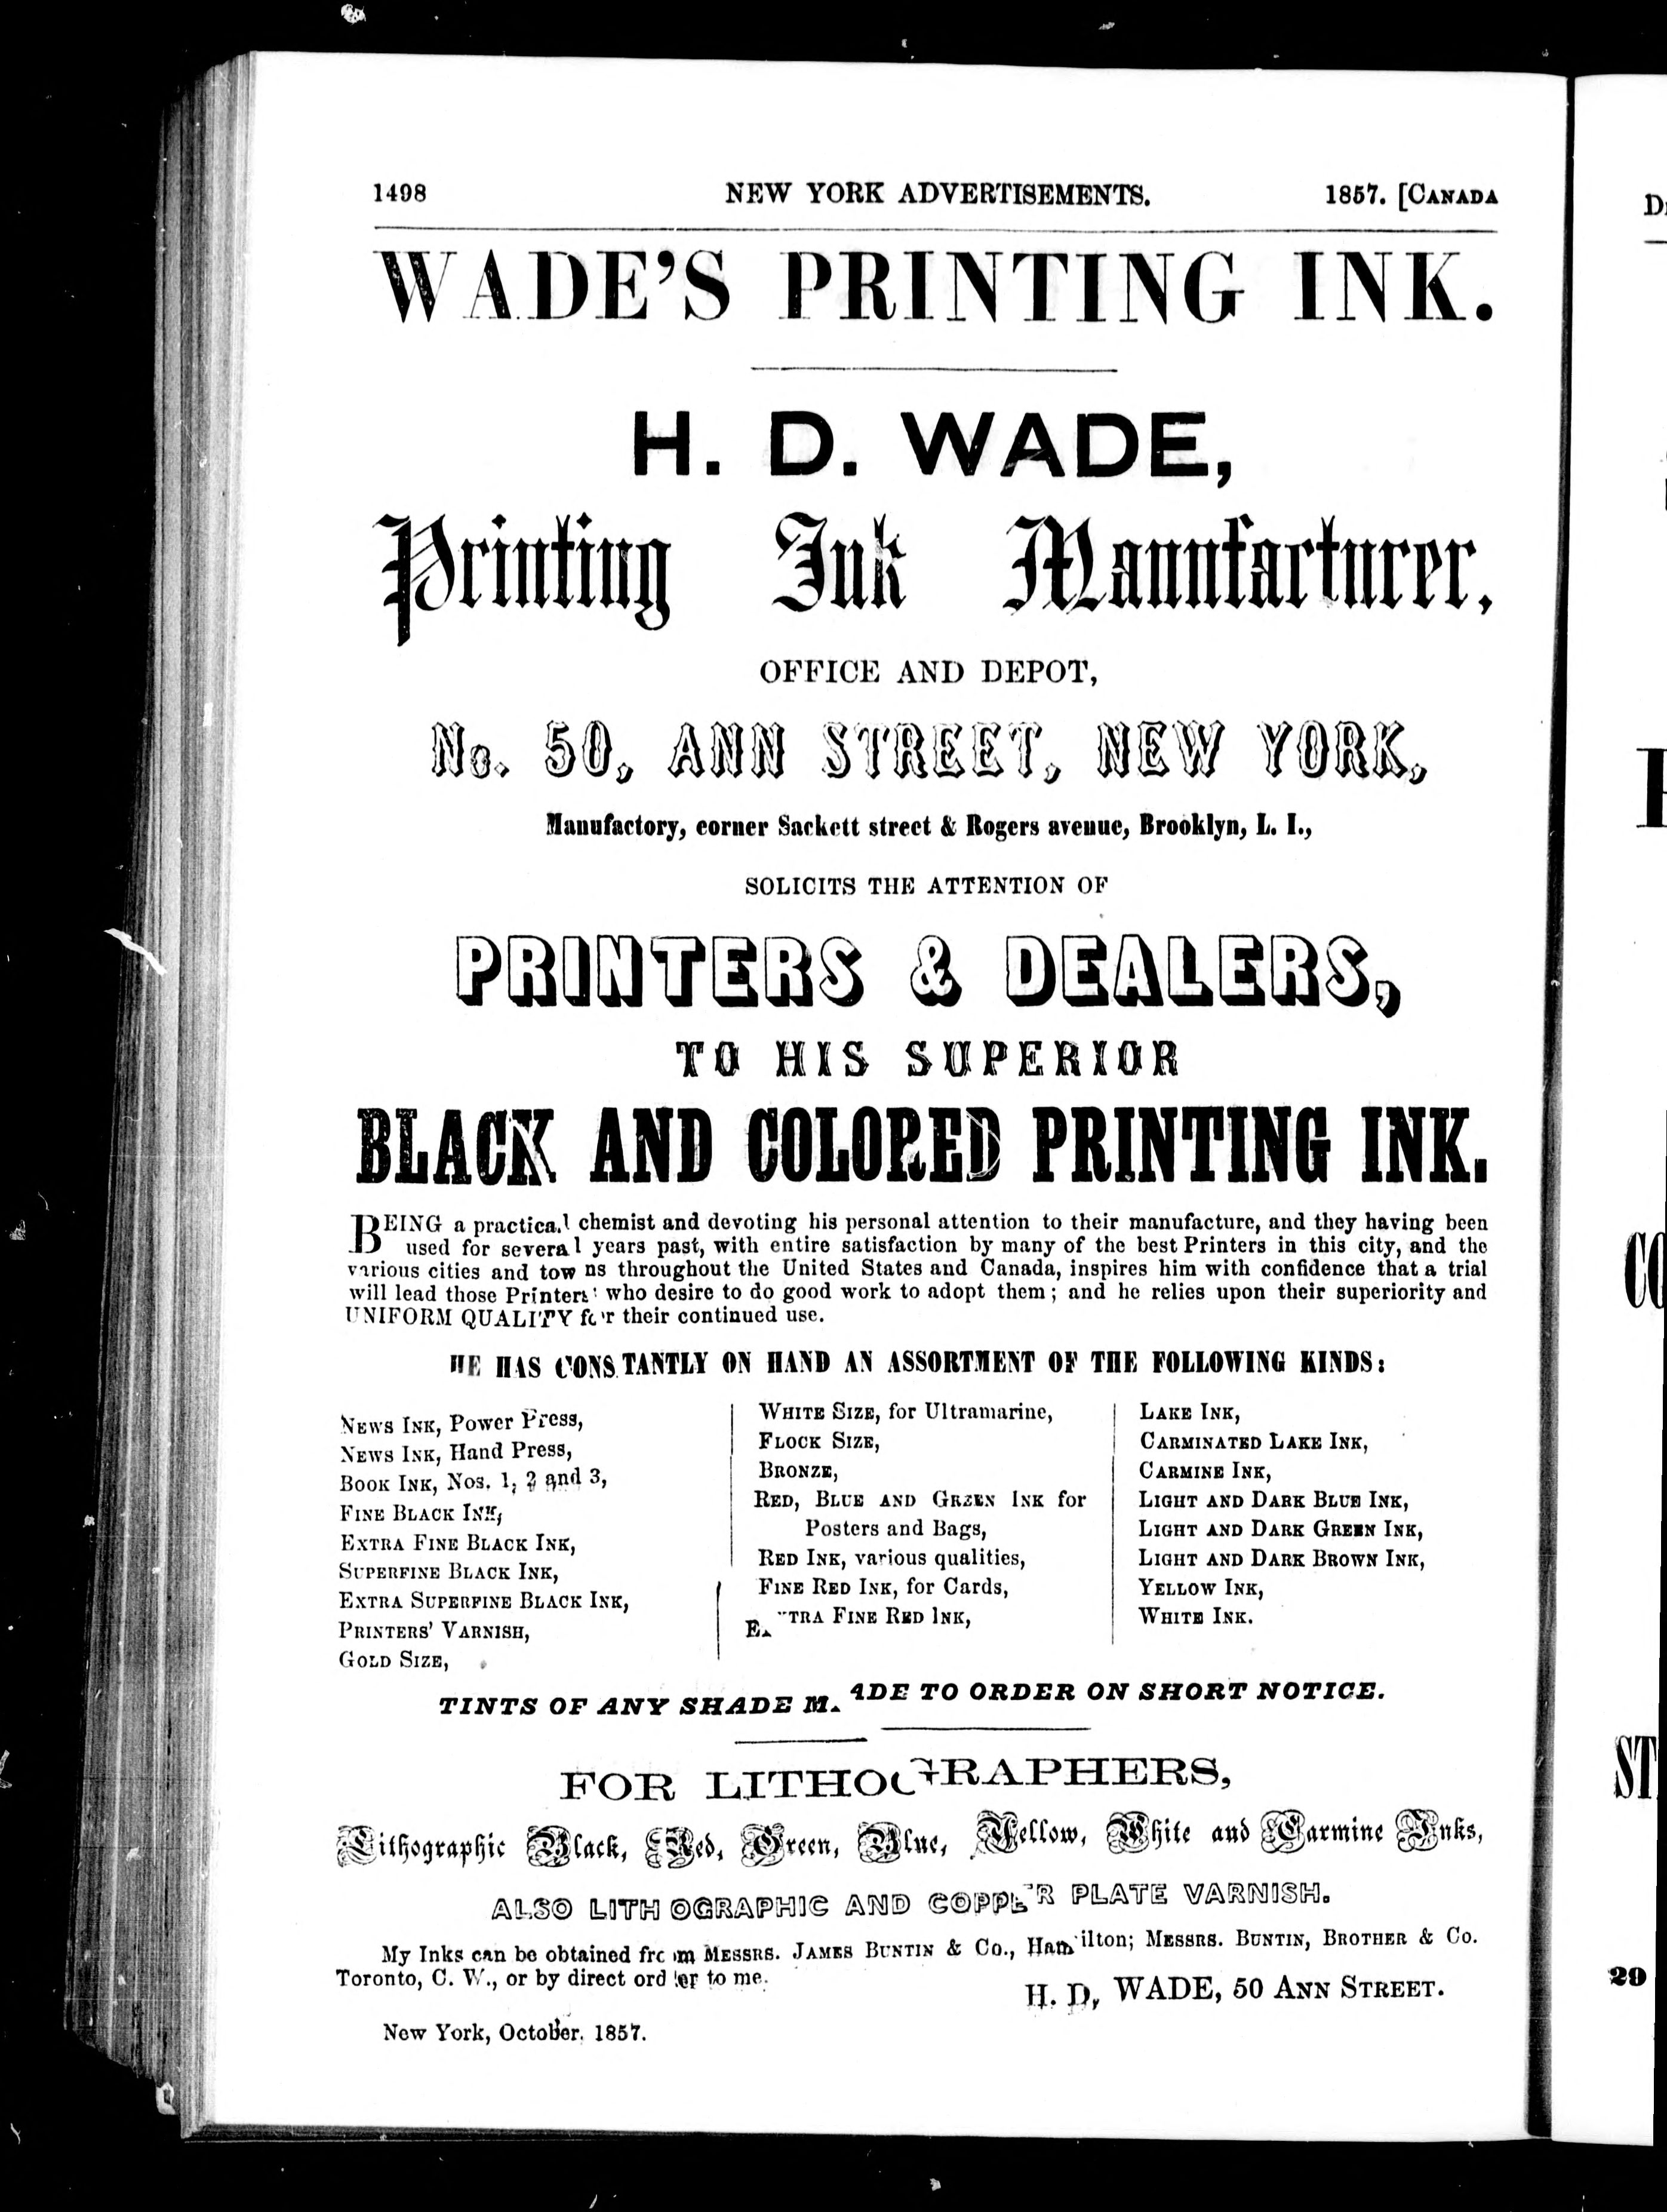 1498 NEW YORK ADVERTISEMENTS. 1857. [CANADA
WADE'S PRINTING INK.
H. D. WADE,
Printing Ink Manufacturer,
OFFICE AND DEPOT,
No. 50, ANN STREET, NEW YORK,
Manufactory, corner Sackett street & Rogers avenue, Brooklyn, L. I.,
SOLICITS THE ATTENTION OF
PRINTERS & DEALERS,
TO HIS SUPERIOR
BLACK AND COLORED PRINTING INK.
BEING a practical chemist and devoting his personal attention to their manufacture, and they having been
used for several years past, with entire satisfaction by many of the best Printers in this city, and the
various cities and towns throughout the United States and Canada, inspires him with confidence that a trial
will lead those Printers who desire to do good work to adopt them; and he relies upon their superiority and
UNIFORM QUALITY for their continued use.
HE HAS CONSTANTLY ON HAND AN ASSORTMENT OF THE FOLLOWING KINDS:
NEWS INK, Power Press,
NEWS INK, Hand Press,
BOOK INK, Nos. 1, 2 and 3,
FINE BLACK INK,
EXTRA FINE BLACK INK,
SUPERFINE BLACK INK,
EXTRA SUPERFINE BLACK INK,
PRINTERS' VARNISH,
GOLD SIZE,
WHITE SIZE, for Ultramarine,
FLOCK SIZE,
BRONZE,
RED, BLUE AND GREEN INK for
Posters and Bags,
RED INK, various qualities,
FINE RED INK, for Cards,
EXTRA FINE RED INK,
LAKE INK,
CARMINATED LAKE INK,
CARMINE INK,
LIGHT AND DARK BLUE INK,
LIGHT AND DARK GREEN INK,
LIGHT AND DARK BROWN INK,
YELLOW INK,
WHITE INK.
TINTS OF ANY SHADE MADE TO ORDER ON SHORT NOTICE.
FOR LITHOGRAPHERS,
Lithographic Black, Red, Green, Blue, Yellow, White and Carmine Inks,
ALSO LITHOGRAPHIC AND COPPER PLATE VARNISH.
My Inks can be obtained from MESSRS. JAMES BUNTIN & Co., Hamilton; MESSRS. BUNTIN, BROTHER & Co.
Toronto, C. W., or by direct order to me.
H. D. WADE, 50 ANN STREET.
New York, October, 1857.
CO
ST
29